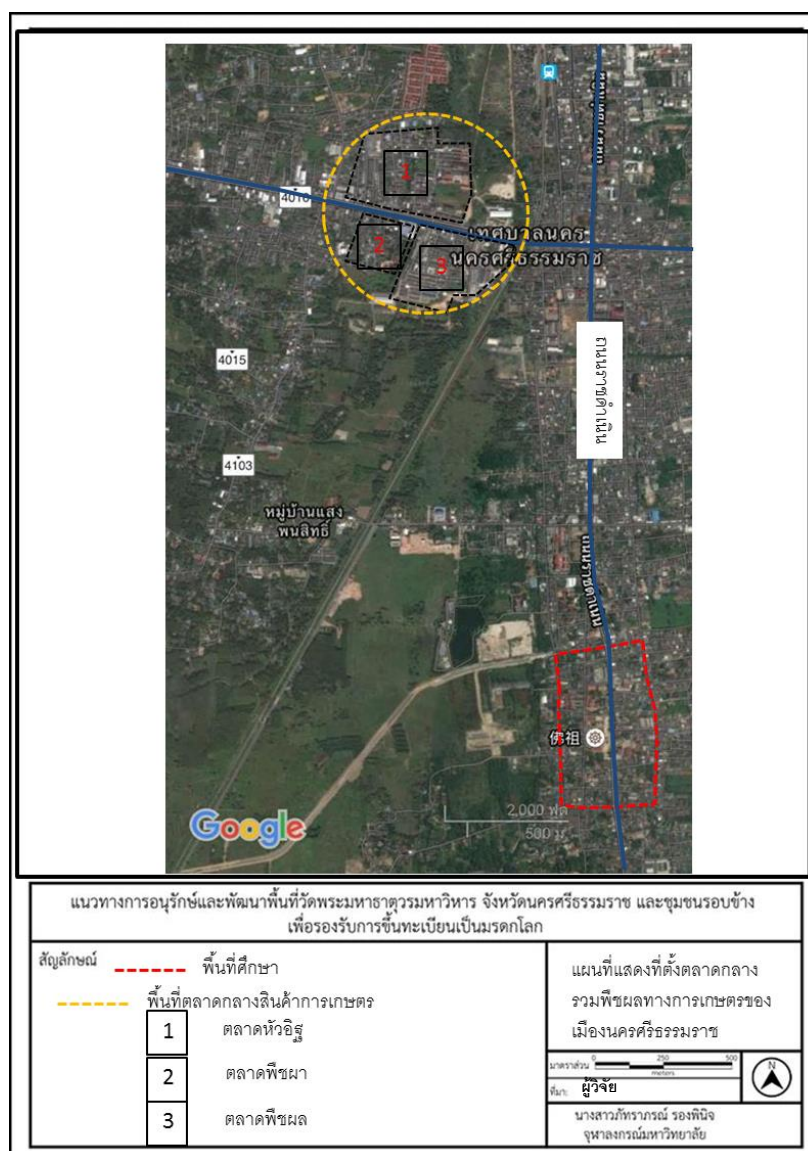 1
4016
2
เทศบาลนคร
นครศรีธรรมราช
3
4015
ถนนราชดำเนิน
4103
หมู่บ้านแสง
พนสิทธิ์
ถนนราชดำเนิน
佛祖
2,000 ฟุต
500 ม.
Google
แนวทางการอนุรักษ์และพัฒนาพื้นที่วัดพระมหาธาตุวรมหาวิหาร จังหวัดนครศรีธรรมราช และชุมชนรอบข้าง
เพื่อรองรับการขึ้นทะเบียนเป็นมรดกโลก
สัญลักษณ์
พื้นที่ศึกษา
พื้นที่ตลาดกลางสินค้าการเกษตร
1 ตลาดหัวอิฐ
2 ตลาดพืชผา
3 ตลาดพืชผล
แผนที่แสดงที่ตั้งตลาดกลาง
รวมพืชผลทางการเกษตรของ
เมืองนครศรีธรรมราช
มาตราส่วน 0 250 500
meters
N
ที่มา: ผู้วิจัย
นางสาวภัทราภรณ์ รองพินิจ
จุฬาลงกรณ์มหาวิทยาลัย